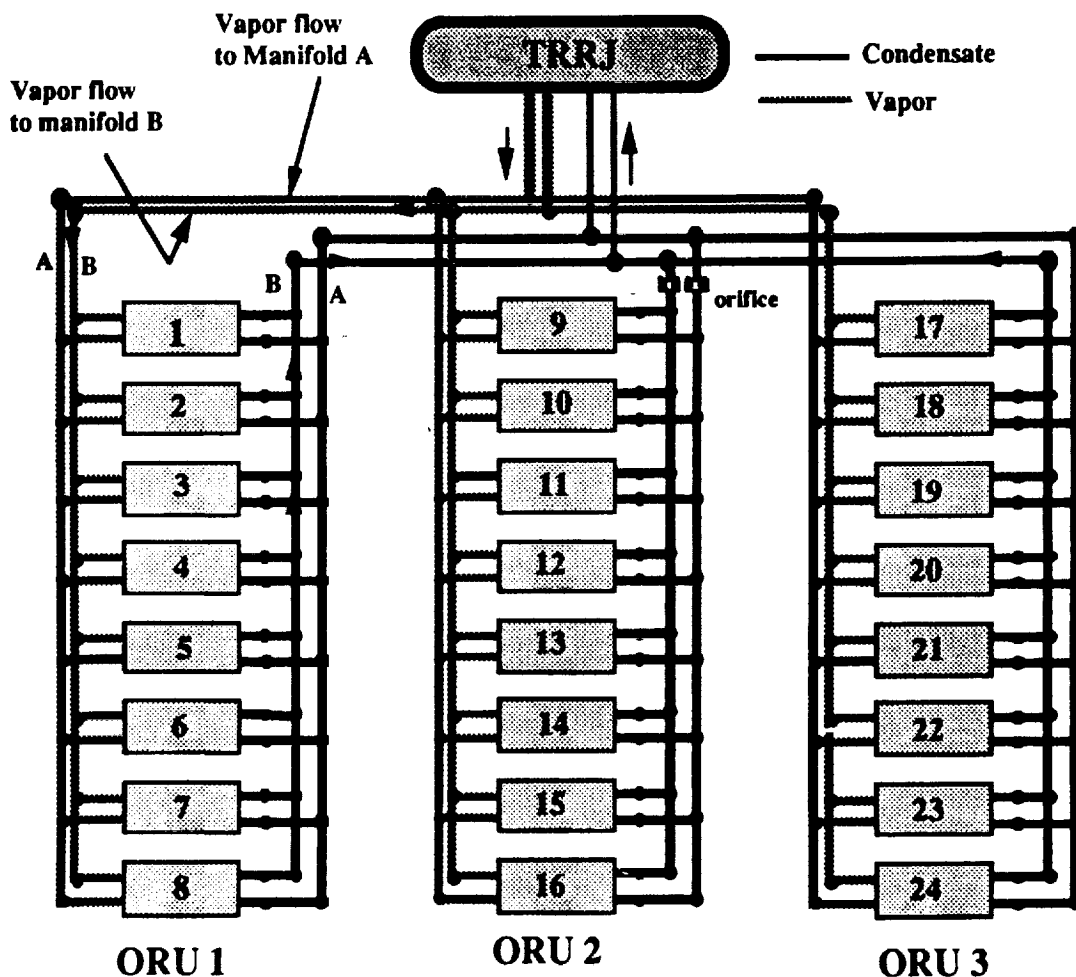 Vapor flow
to Manifold A
TRRJ
Condensate
Vapor
Vapor flow
to manifold B
A
B
B
A
orifice
1
2
3
4
5
6
7
8
9
10
11
12
13
14
15
16
17
18
19
20
21
22
23
24
ORU 1
ORU 2
ORU 3